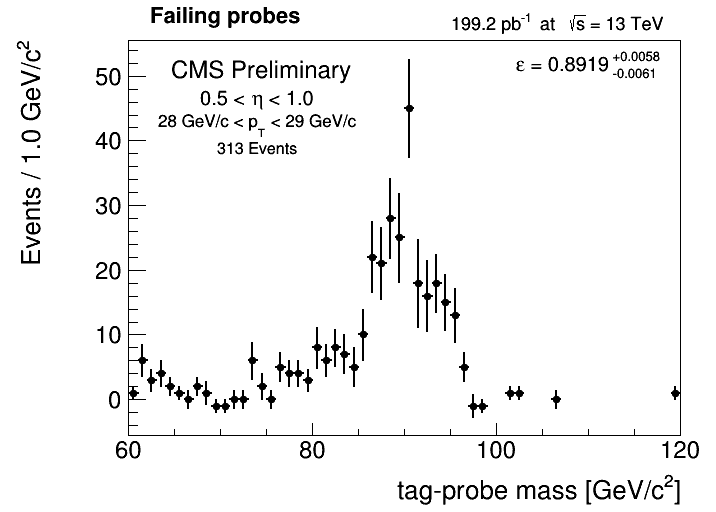 Failing probes
199.2 pb⁻¹ at √s = 13 TeV
CMS Preliminary
ε = 0.8919 +0.0058 -0.0061
0.5 < η < 1.0
28 GeV/c < p_T < 29 GeV/c
313 Events
Events / 1.0 GeV/c²
50
40
30
20
10
0
60 80 100 120
tag-probe mass [GeV/c²]